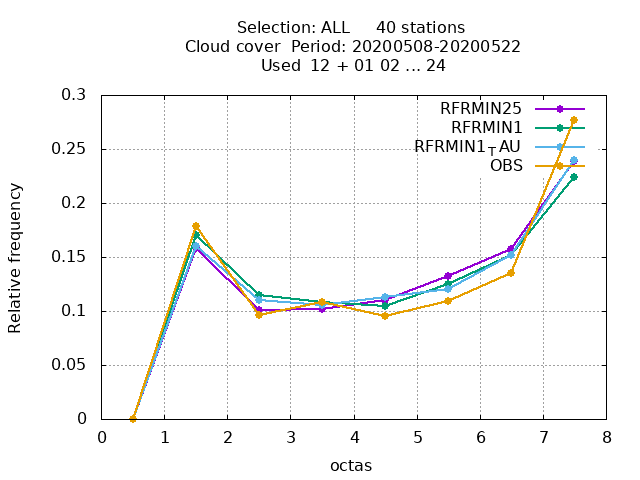 Selection: ALL 40 stations
Cloud cover Period: 20200508-20200522
Used 12 + 01 02 ... 24
0.3
0.25
0.2
0.15
0.1
0.05
0
Relative frequency
RFRMIN25
RFRMIN1
RFRMIN1TAU
OBS
0 1 2 3 4 5 6 7 8
octas